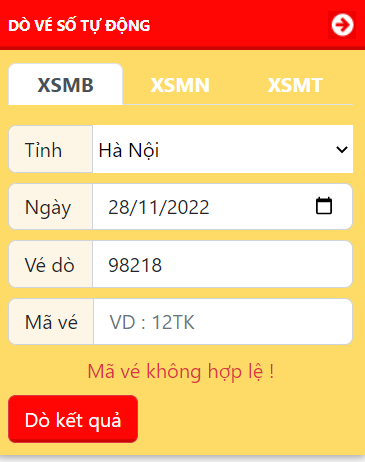 DÒ VÉ SỐ TỰ ĐỘNG
XSMB XSMN XSMT
Tỉnh Hà Nội
Ngày 28/11/2022
Vé dò 98218
Mã vé VD : 12TK
Mã vé không hợp lệ !
Dò kết quả